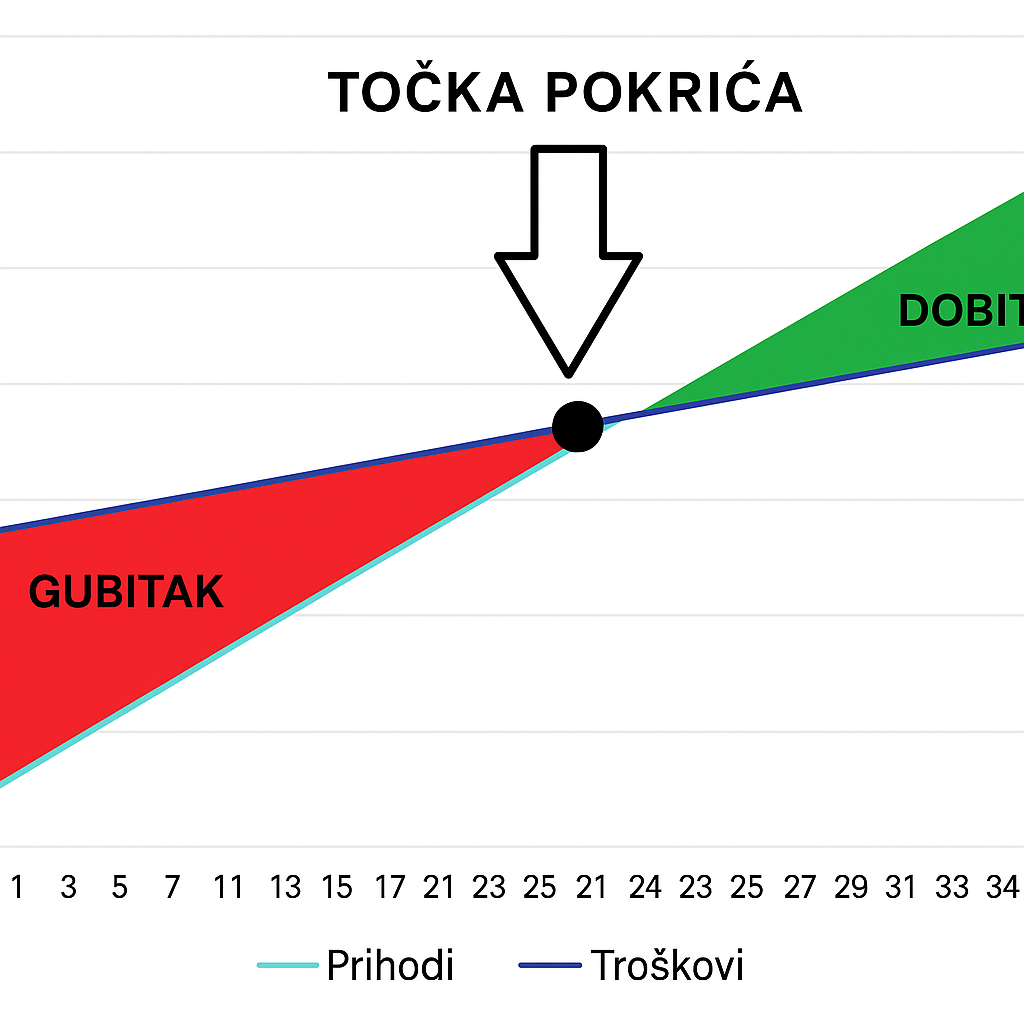 TOČKA POKRIĆA
DOBIT
GUBITAK
1 3 5 7 11 13 15 17 21 23 25 21 24 23 25 27 29 31 33 34
Prihodi Troškovi